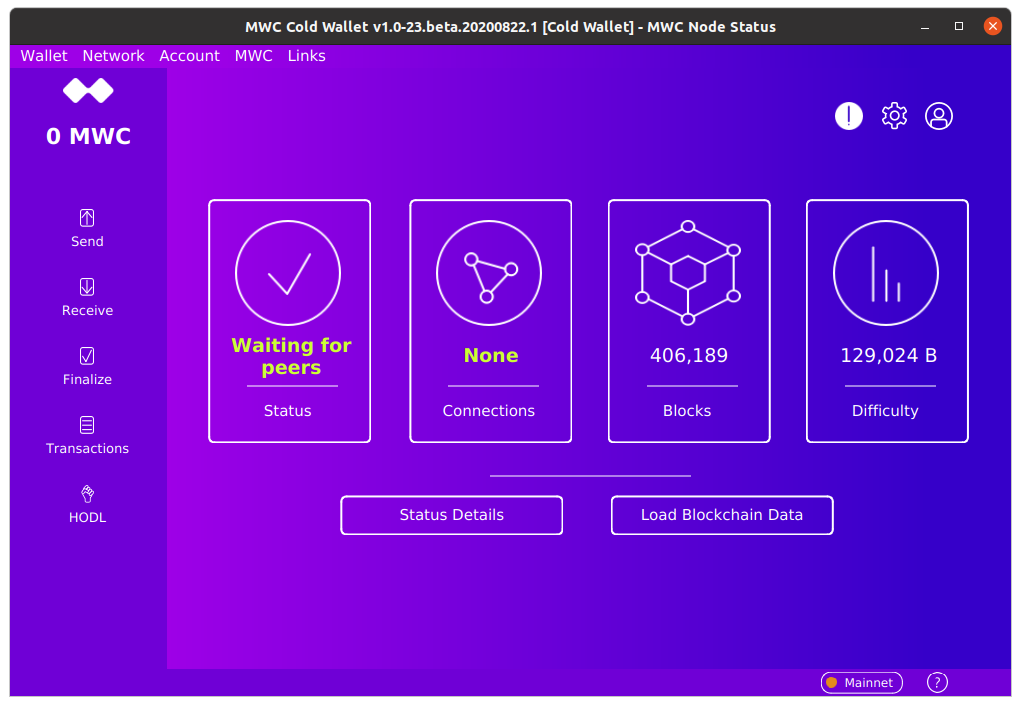 MWC Cold Wallet v1.0-23.beta.20200822.1 [Cold Wallet] - MWC Node Status
Wallet Network Account MWC Links
0 MWC
Send
Receive
Finalize
Transactions
HODL
Waiting for
peers
Status
None
Connections
406,189
Blocks
129,024 B
Difficulty
Status Details
Load Blockchain Data
Mainnet
?